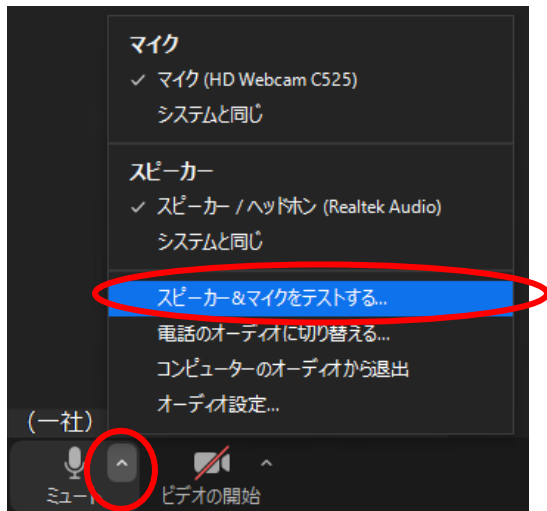 マイク
マイク (HD Webcam C525)
システムと同じ
スピーカー
スピーカー / ヘッドホン (Realtek Audio)
システムと同じ
スピーカー&マイクをテストする...
電話のオーディオに切り替える...
コンピューターのオーディオから退出
オーディオ設定...
（一社）
ミュート
ビデオの開始